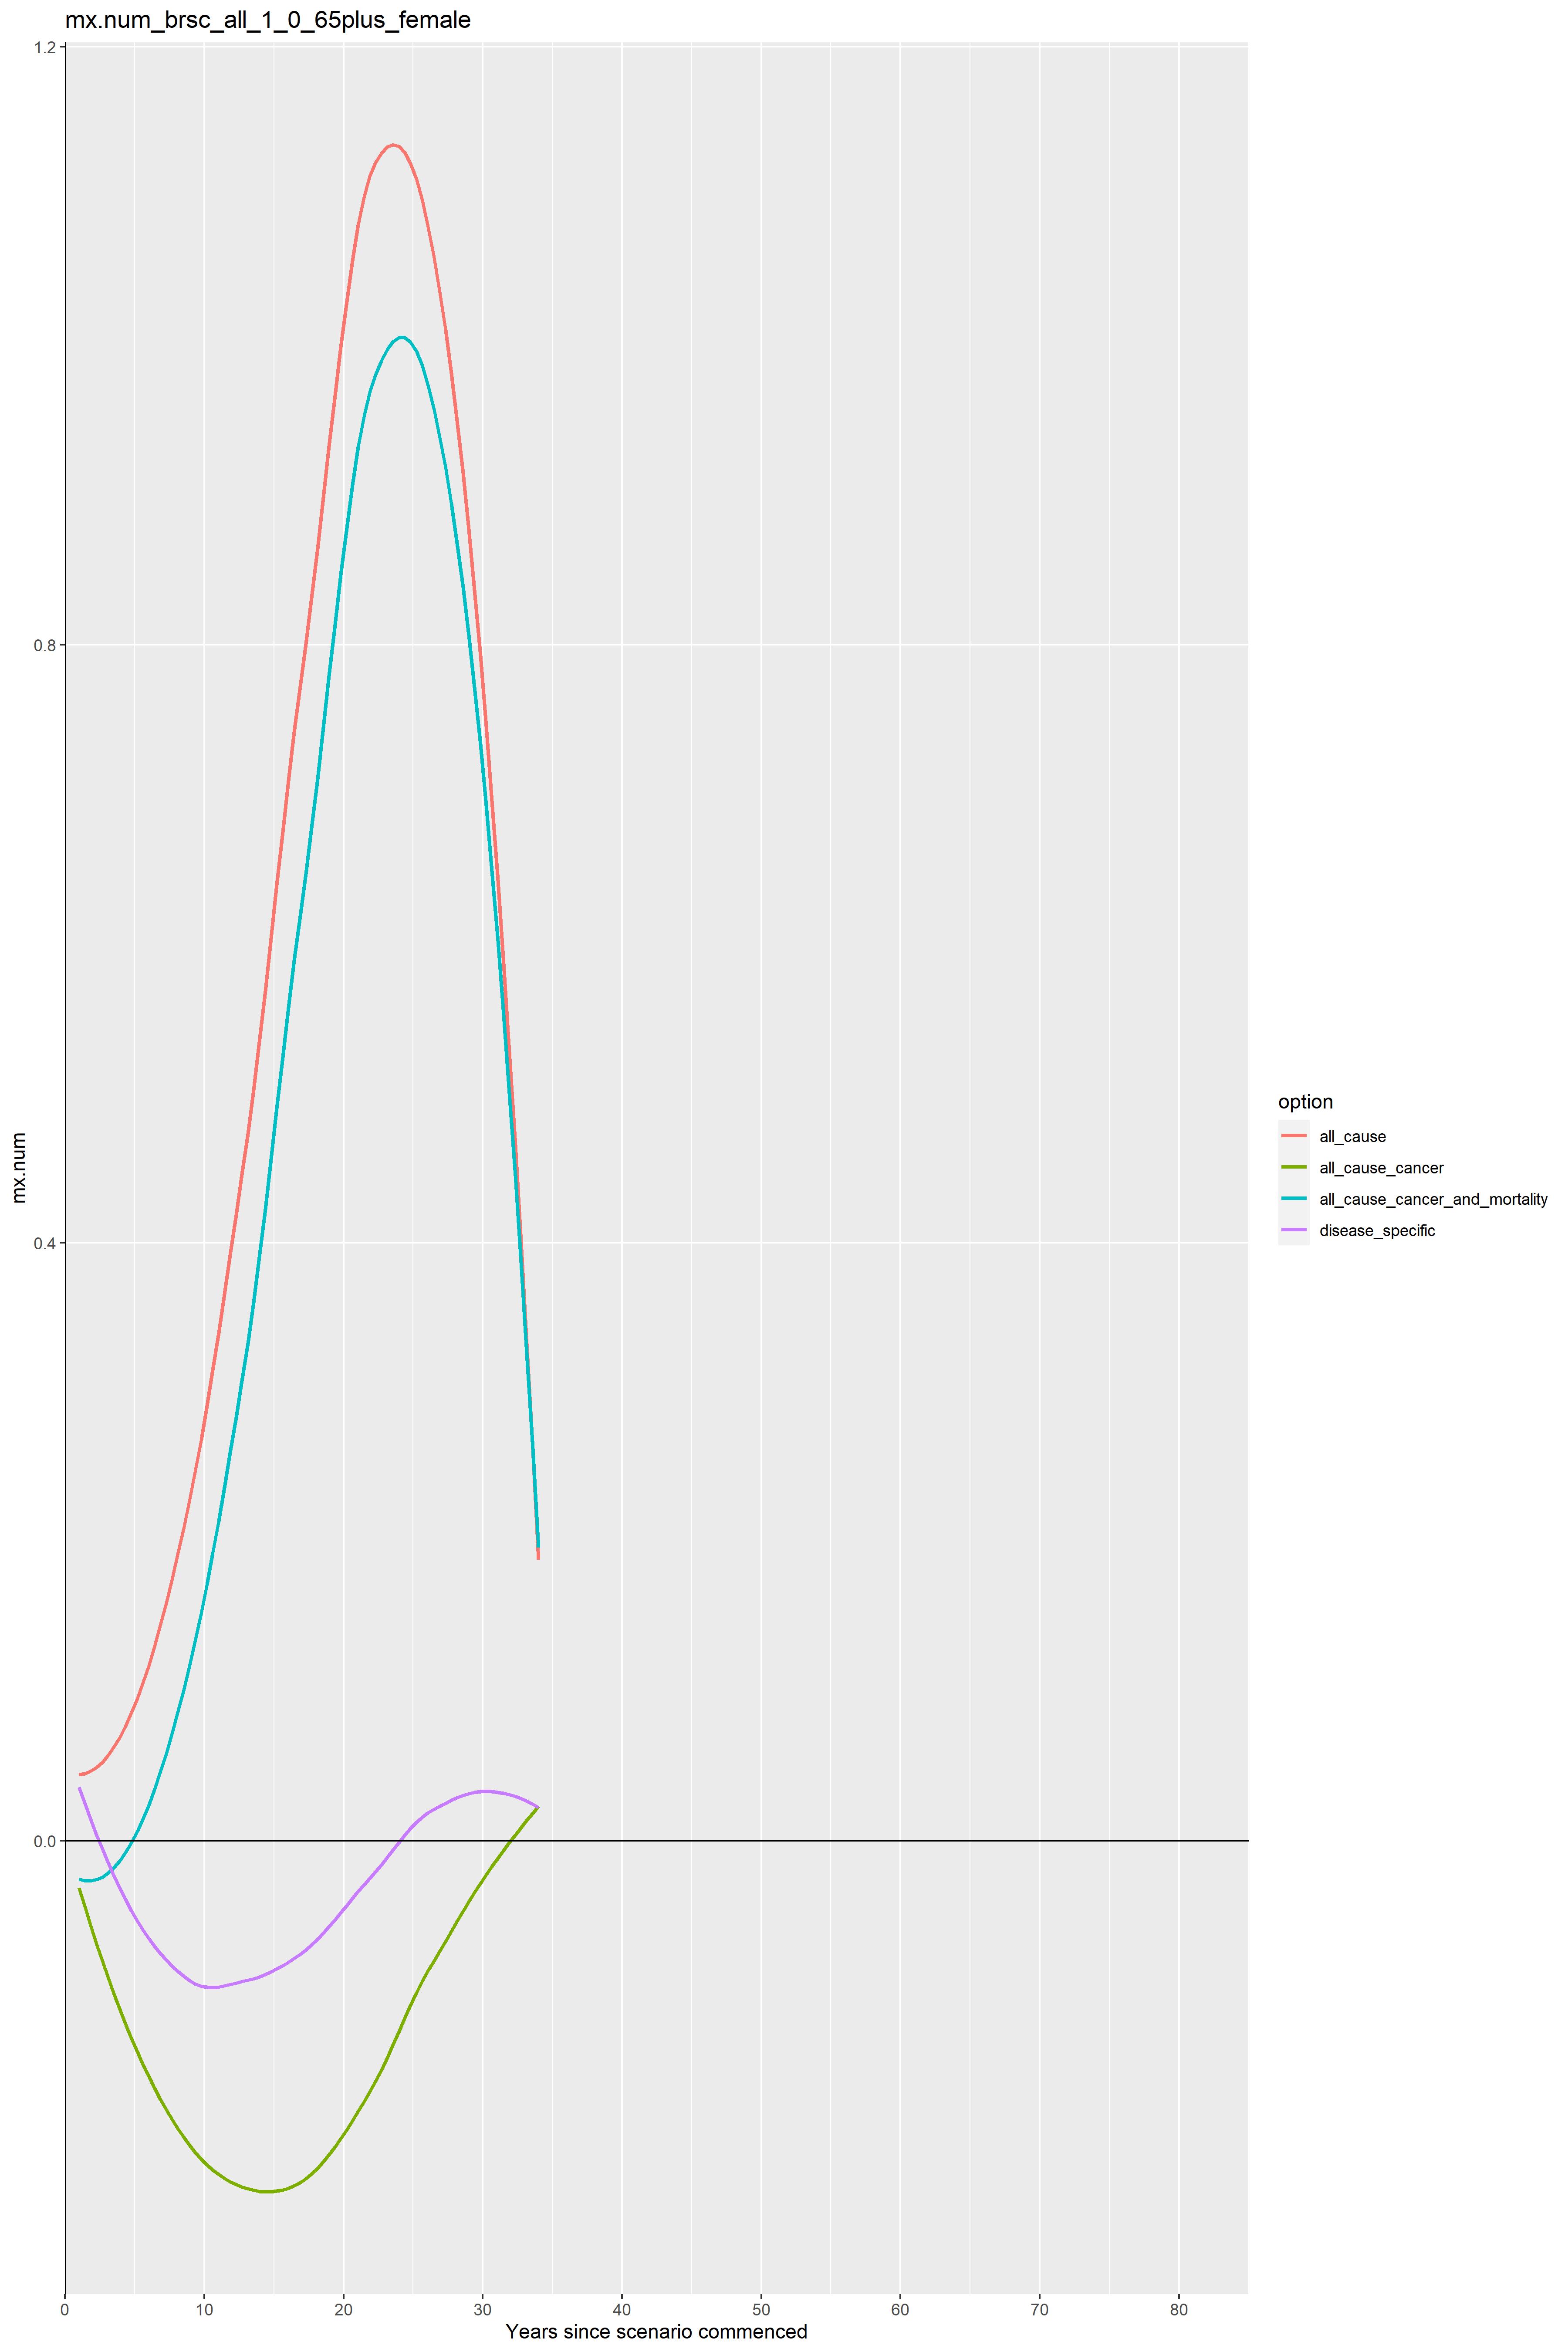 mx.num_brsc_all_1_0_65plus_female
1.2
0.8
0.4
0.0
mx.num
0 10 20 30 40 50 60 70 80
Years since scenario commenced
option
all_cause
all_cause_cancer
all_cause_cancer_and_mortality
disease_specific